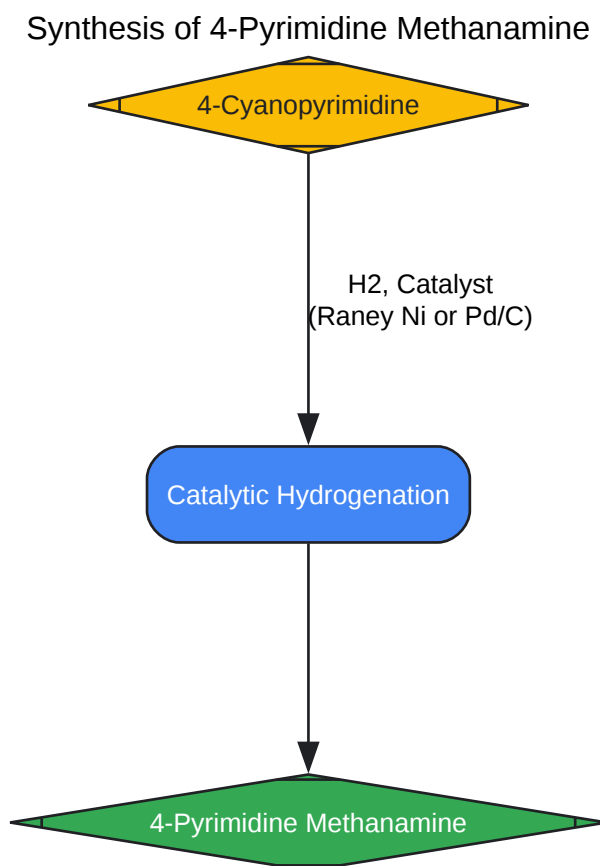 Synthesis of 4-Pyrimidine Methanamine
4-Cyanopyrimidine
H2, Catalyst
(Raney Ni or Pd/C)
Catalytic Hydrogenation
4-Pyrimidine Methanamine